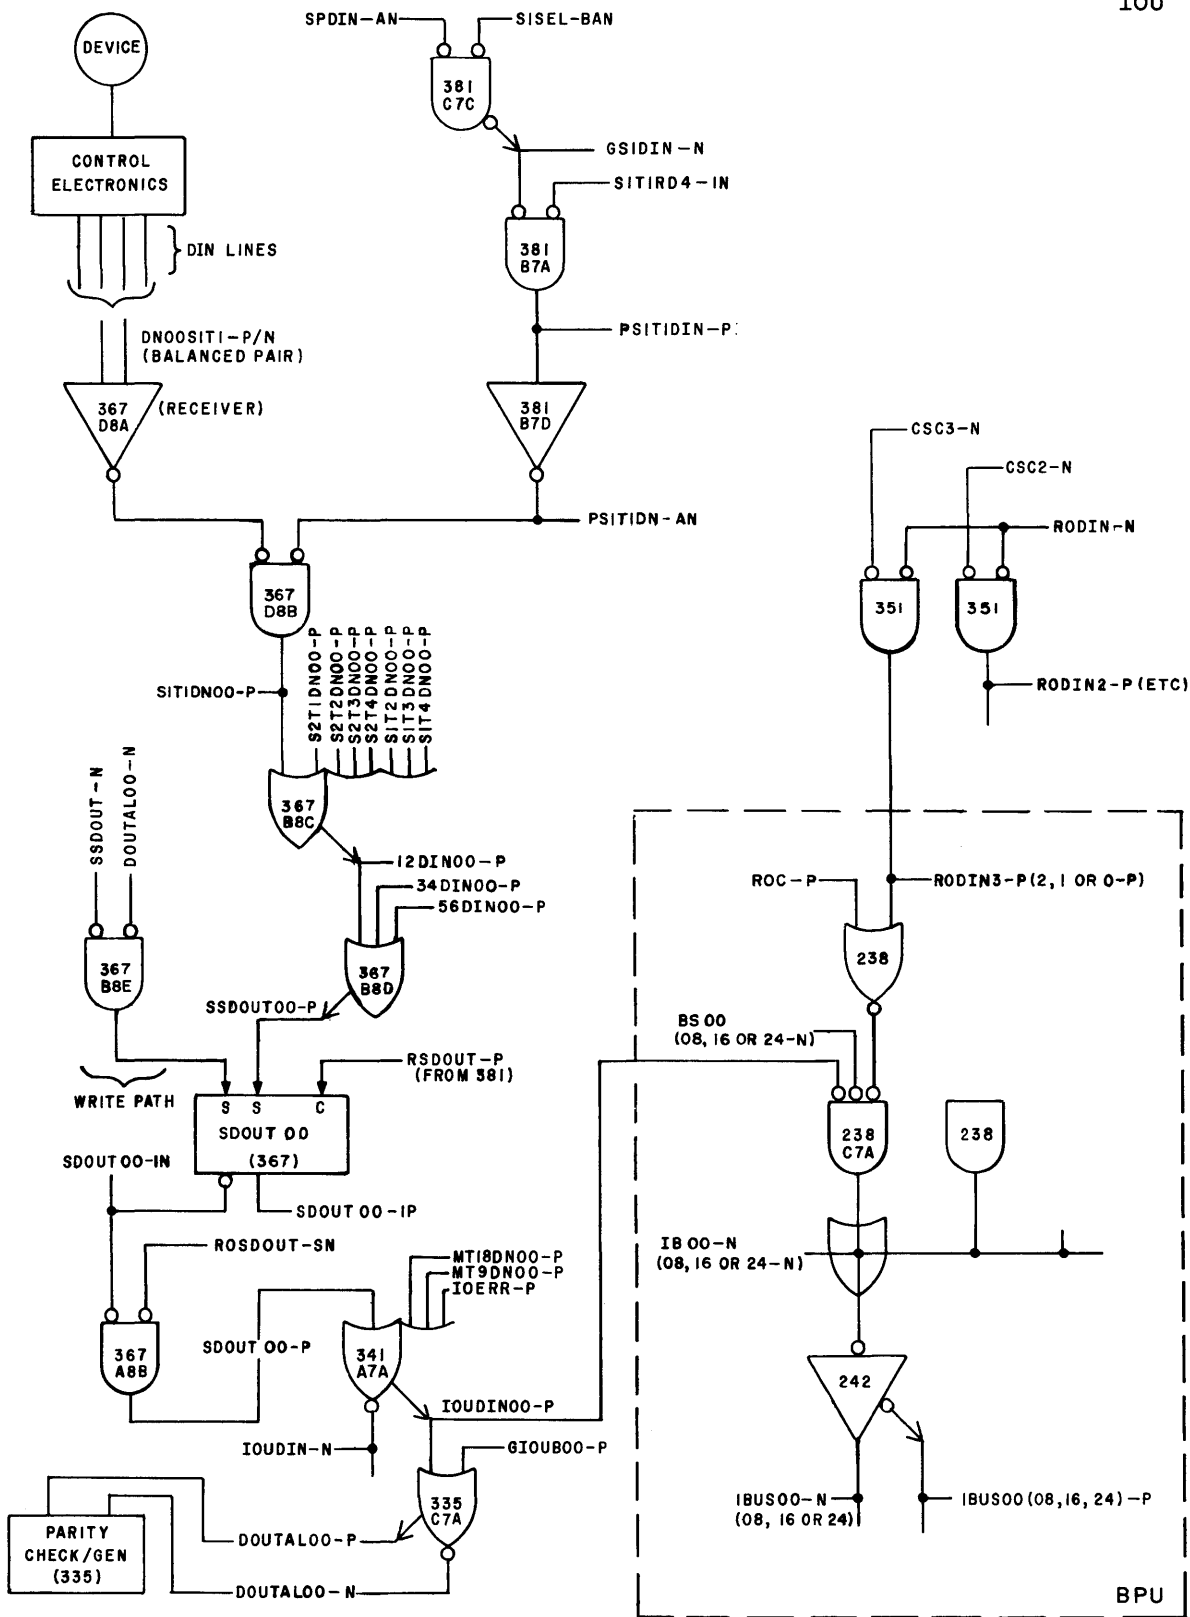 100
SPDIN-AN
SISEL-BAN
DEVICE
381
C7C
CONTROL
ELECTRONICS
GSIDIN-N
SITIRD4-IN
DIN LINES
381
B7A
DNOOSITI-P/N
(BALANCED PAIR)
PSITIDIN-P
367
D8A
(RECEIVER)
381
B7D
CSC3-N
CSC2-N
PSITIDN-AN
RODIN-N
367
D8B
351
351
SITIDNOO-P
S2TIDNOO-P
S2T2DNOO-P
S2T3DNOO-P
S2T4DNOO-P
SIT2DNOO-P
SIT3DNOO-P
SIT4DNOO-P
RODIN2-P(ETC)
SSDOUT-N
DOUTALOO-N
367
B8C
12DINOO-P
34DINOO-P
56DINOO-P
ROC-P
RODIN3-P(2,1 OR O-P)
367
B8E
367
B8D
238
SSDOUTOO-P
BS OO
(08, 16 OR 24-N)
RSDOUT-P
(FROM 381)
WRITE PATH
S S C
SDOUT OO
(367)
238
C7A
238
SDOUT OO-IN
SDOUT OO-IP
ROSDOUT-SN
IB OO-N
(08, 16 OR 24-N)
MT18DNOO-P
MT9DNOO-P
IOERR-P
367
A8B
SDOUT OO-P
341
A7A
242
IOUDINOO-P
IOUDIN-N
GIOUBOO-P
335
C7A
IBUSOO-N
(08, 16 OR 24)
IBUSOO(08,16,24)-P
PARITY
CHECK/GEN
(335)
DOUTALOO-P
DOUTALOO-N
BPU